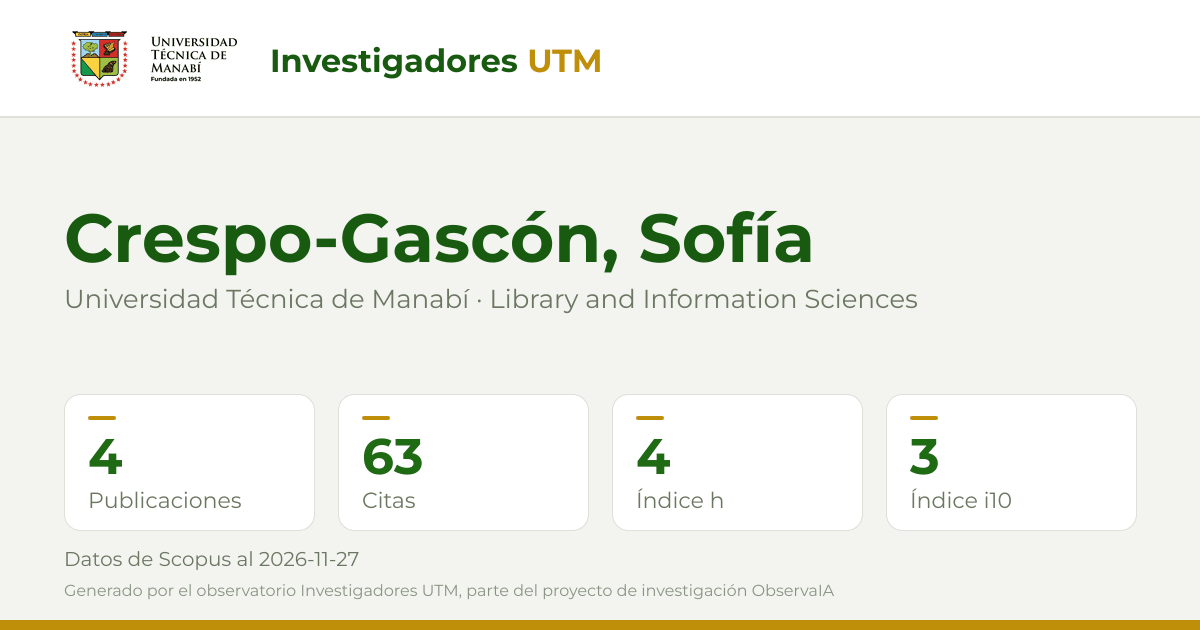 UNIVERSIDAD
TÉCNICA DE
MANABÍ
Fundada en 1952
Investigadores UTM
Crespo-Gascón, Sofía
Universidad Técnica de Manabí · Library and Information Sciences
4
Publicaciones
63
Citas
4
Índice h
3
Índice i10
Datos de Scopus al 2026-11-27
Generado por el observatorio Investigadores UTM, parte del proyecto de investigación ObservaIA